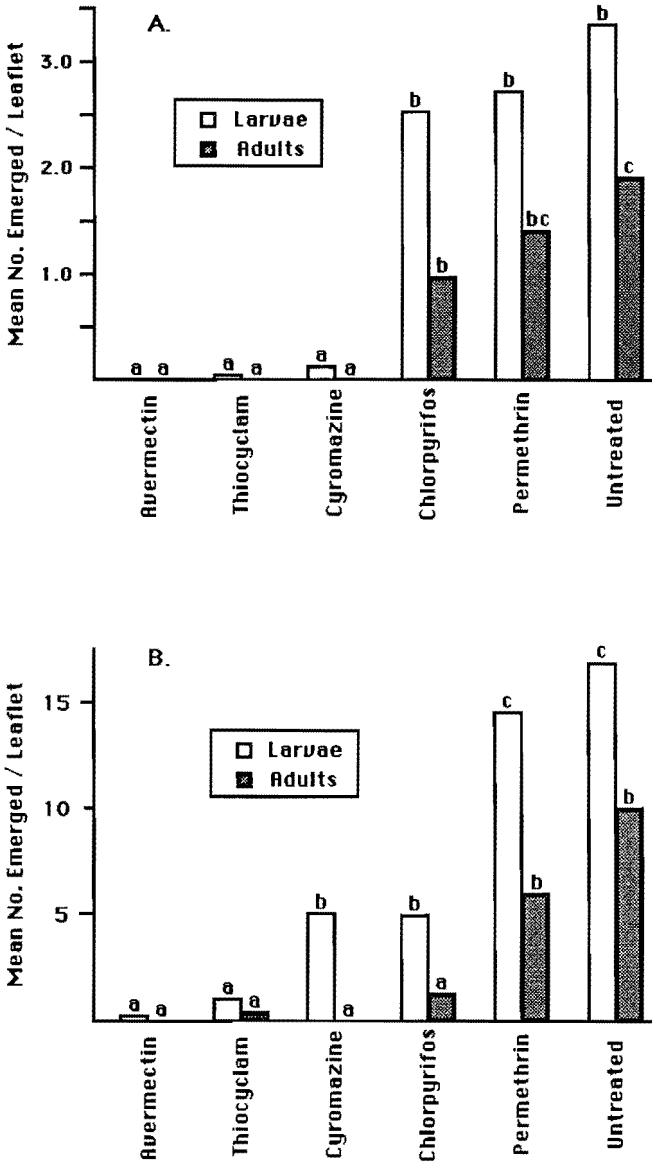 A.
Mean No. Emerged / Leaflet
3.0
2.0
1.0
Larvae
Adults
a a
a a
a a
b b
b bc
b c
Avermectin
Thiocyclam
Cyromazine
Chlorpyrifos
Permethrin
Untreated
B.
Mean No. Emerged / Leaflet
15
10
5
Larvae
Adults
a a
a a
b a
b a
c b
c b
Avermectin
Thiocyclam
Cyromazine
Chlorpyrifos
Permethrin
Untreated